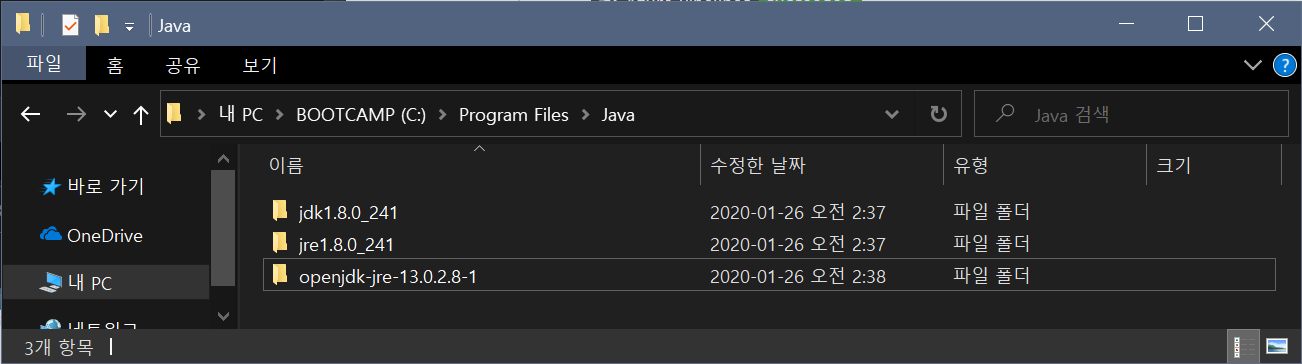 Java
파일 홈 공유 보기
내 PC BOOTCAMP (C:) Program Files Java Java 검색
이름 수정한 날짜 유형 크기
바로 가기
OneDrive
내 PC
네트워크
jdk1.8.0_241 2020-01-26 오전 2:37 파일 폴더
jre1.8.0_241 2020-01-26 오전 2:37 파일 폴더
openjdk-jre-13.0.2.8-1 2020-01-26 오전 2:38 파일 폴더
3개 항목